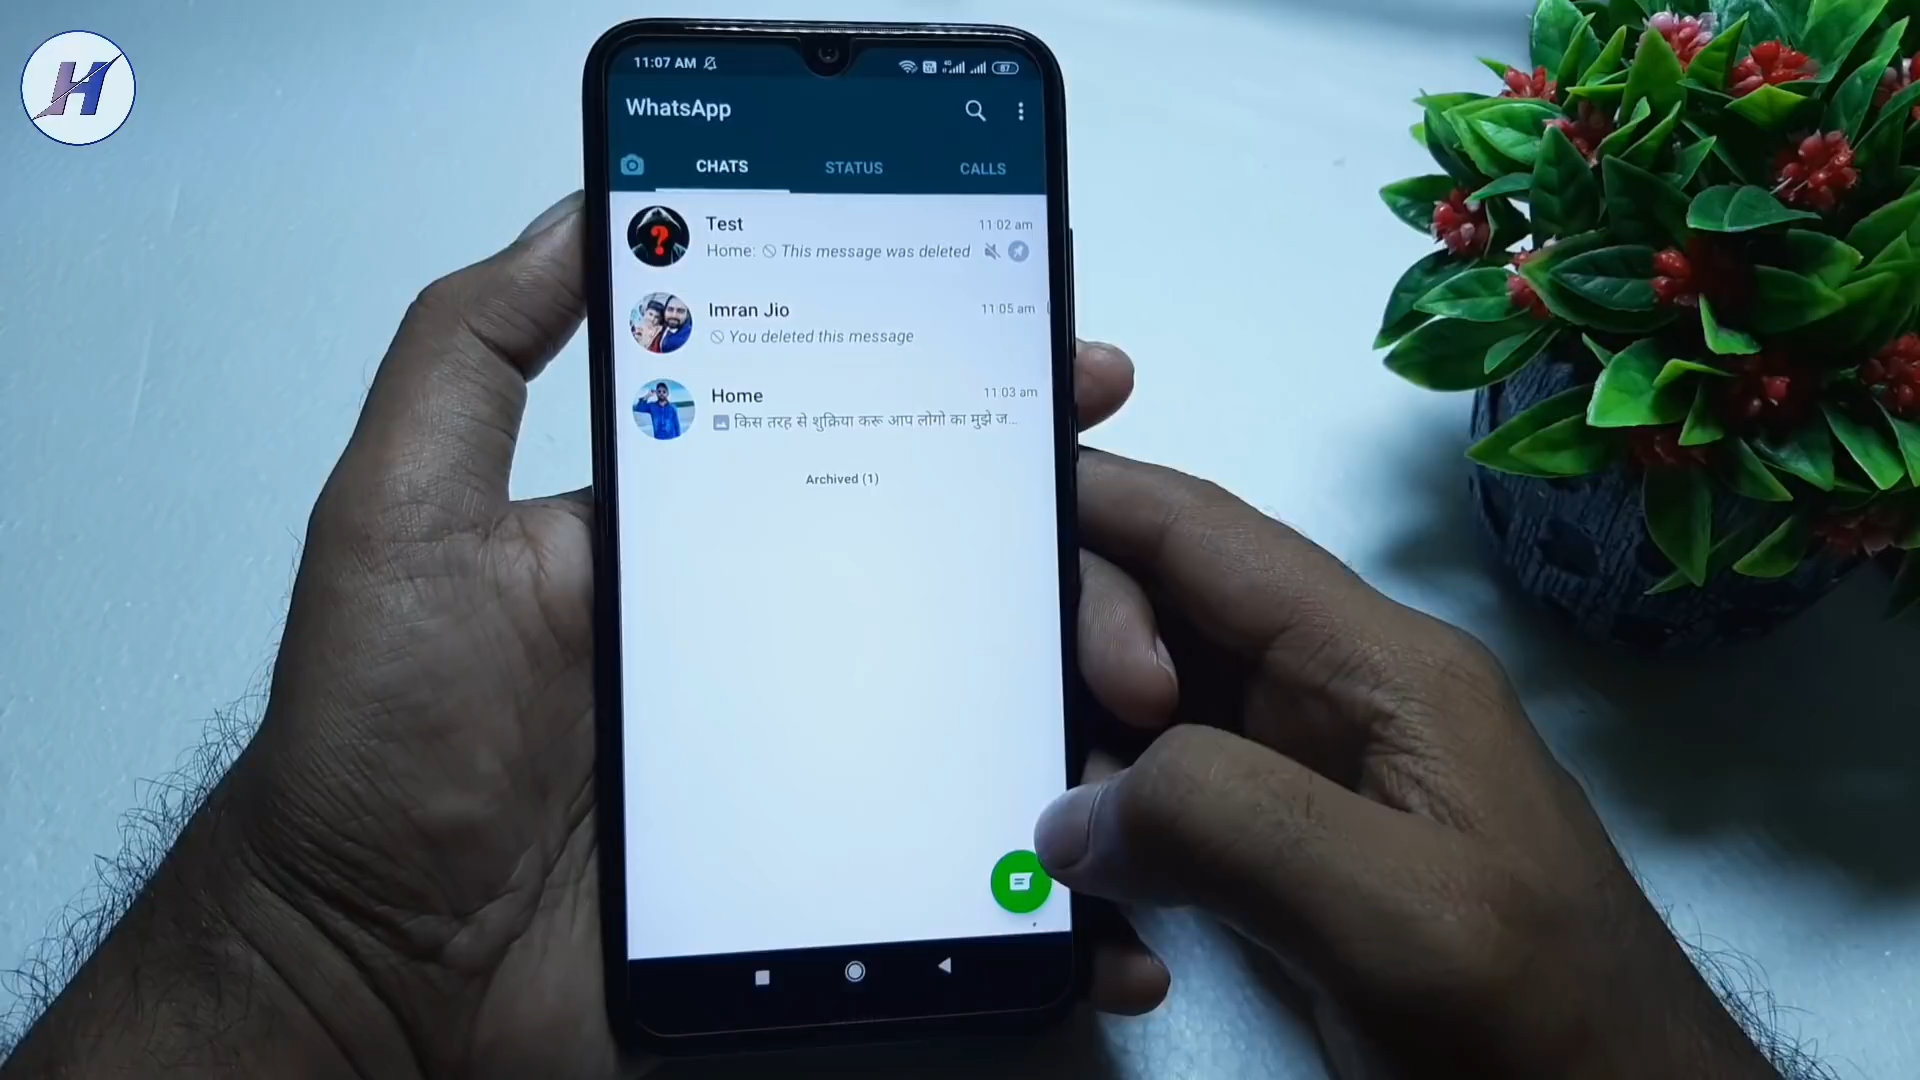 H
11:07 AM 87
WhatsApp
CHATS STATUS CALLS
Test 11:02 am
?
Home: This message was deleted
Imran Jio 11:05 am
You deleted this message
Home 11:03 am
किस तरह से शुक्रिया करू आप लोगो का मुझे ज...
Archived (1)